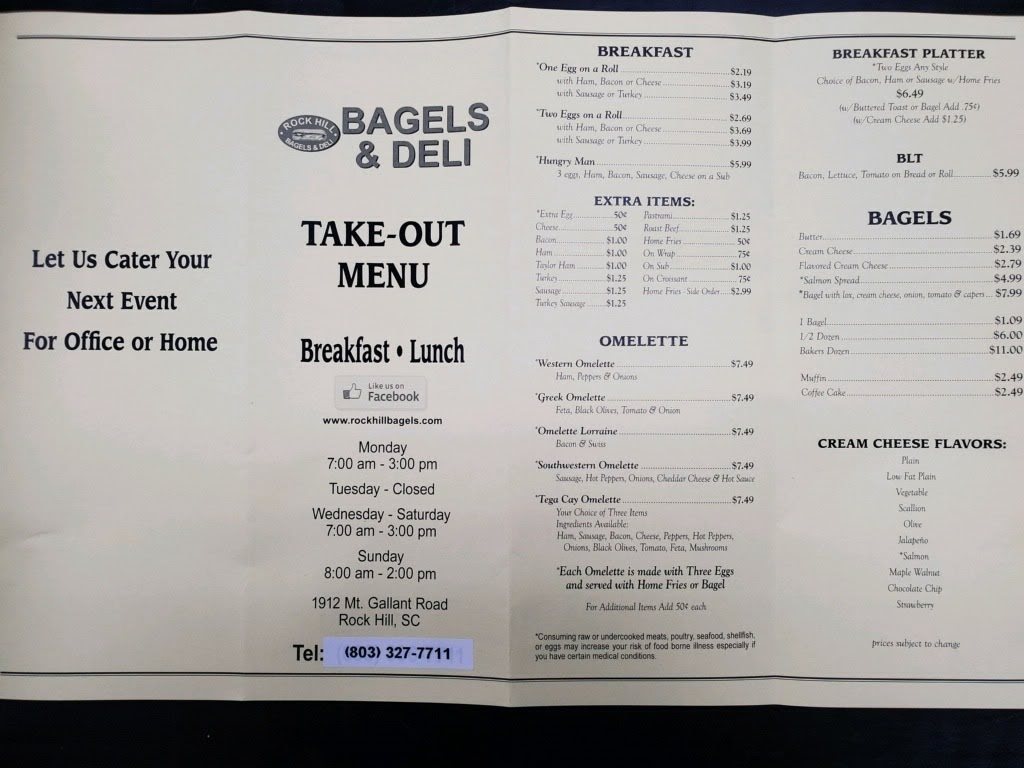 Let Us Cater Your
Next Event
For Office or Home
ROCK HILL
BAGELS & DELI
BAGELS
& DELI
TAKE-OUT
MENU
Breakfast • Lunch
Like us on
Facebook
www.rockhillbagels.com
Monday
7:00 am - 3:00 pm
Tuesday - Closed
Wednesday - Saturday
7:00 am - 3:00 pm
Sunday
8:00 am - 2:00 pm
1912 Mt. Gallant Road
Rock Hill, SC
Tel: (803) 327-7711
BREAKFAST
*One Egg on a Roll $2.19
with Ham, Bacon or Cheese $3.19
with Sausage or Turkey $3.49
*Two Eggs on a Roll $2.69
with Ham, Bacon or Cheese $3.69
with Sausage or Turkey $3.99
*Hungry Man $5.99
3 eggs, Ham, Bacon, Sausage, Cheese on a Sub
EXTRA ITEMS:
*Extra Egg 50¢
Cheese 50¢
Bacon $1.00
Ham $1.00
Taylor Ham $1.00
Turkey $1.25
Sausage $1.25
Turkey Sausage $1.25
Pastrami $1.25
Roast Beef $1.25
Home Fries 50¢
On Wrap 75¢
On Sub $1.00
On Croissant 75¢
Home Fries - Side Order $2.99
OMELETTE
*Western Omelette $7.49
Ham, Peppers & Onions
*Greek Omelette $7.49
Feta, Black Olives, Tomato & Onion
*Omelette Lorraine $7.49
Bacon & Swiss
*Southwestern Omelette $7.49
Sausage, Hot Peppers, Onions, Cheddar Cheese & Hot Sauce
*Tega Cay Omelette $7.49
Your Choice of Three Items
Ingredients Available:
Ham, Sausage, Bacon, Cheese, Peppers, Hot Peppers,
Onions, Black Olives, Tomato, Feta, Mushrooms
*Each Omelette is made with Three Eggs
and served with Home Fries or Bagel
For Additional Items Add 50¢ each
*Consuming raw or undercooked meats, poultry, seafood, shellfish,
or eggs may increase your risk of food borne illness especially if
you have certain medical conditions.
BREAKFAST PLATTER
*Two Eggs Any Style
Choice of Bacon, Ham or Sausage w/Home Fries
$6.49
(w/Buttered Toast or Bagel Add .75¢)
(w/Cream Cheese Add $1.25)
BLT
Bacon, Lettuce, Tomato on Bread or Roll $5.99
BAGELS
Butter $1.69
Cream Cheese $2.39
Flavored Cream Cheese $2.79
*Salmon Spread $4.99
*Bagel with lox, cream cheese, onion, tomato & capers $7.99
1 Bagel $1.09
1/2 Dozen $6.00
Bakers Dozen $11.00
Muffin $2.49
Coffee Cake $2.49
CREAM CHEESE FLAVORS:
Plain
Low Fat Plain
Vegetable
Scallion
Olive
Jalapeño
*Salmon
Maple Walnut
Chocolate Chip
Strawberry
prices subject to change